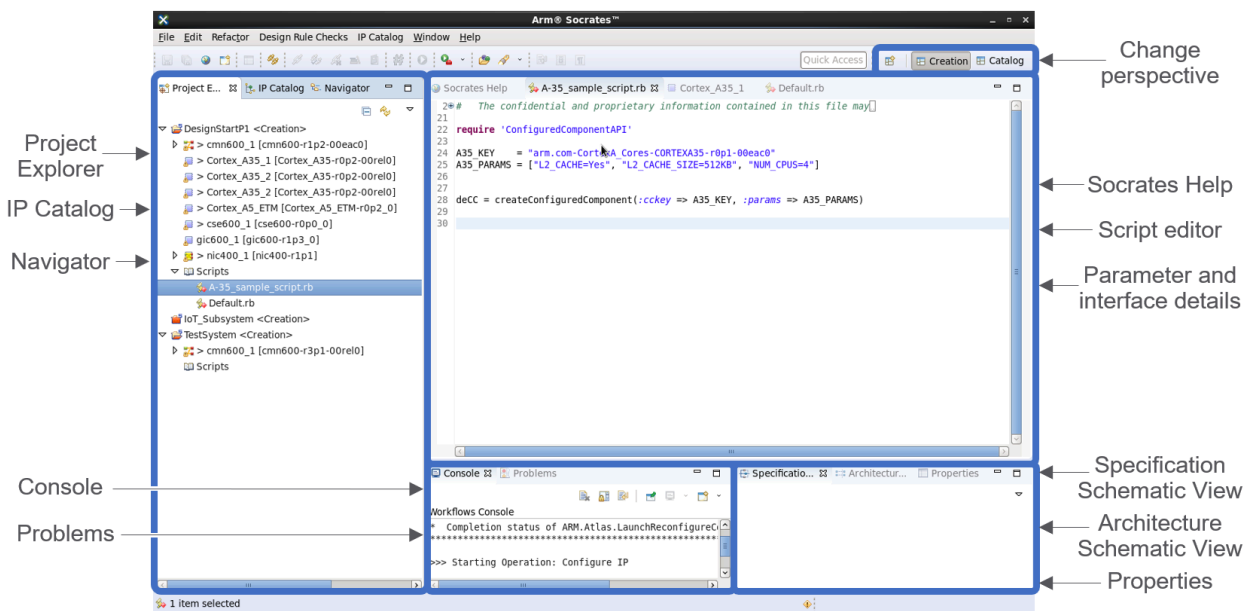 Arm® Socrates™
File Edit Refactor Design Rule Checks IP Catalog Window Help
Quick Access
Creation
Catalog
Change
perspective
Project E...
IP Catalog
Navigator
DesignStartP1 <Creation>
> cmn600_1 [cmn600-r1p2-00eac0]
> Cortex_A35_1 [Cortex_A35-r0p2-00rel0]
> Cortex_A35_2 [Cortex_A35-r0p2-00rel0]
> Cortex_A35_2 [Cortex_A35-r0p2-00rel0]
> Cortex_A5_ETM [Cortex_A5_ETM-r0p2_0]
> cse600_1 [cse600-r0p0_0]
gic600_1 [gic600-r1p3_0]
> nic400_1 [nic400-r1p1]
Scripts
A-35_sample_script.rb
Default.rb
IoT_Subsystem <Creation>
TestSystem <Creation>
> cmn600_1 [cmn600-r3p1-00rel0]
Scripts
Project
Explorer
IP Catalog
Navigator
Console
Problems
Socrates Help
A-35_sample_script.rb
Cortex_A35_1
Default.rb
2 # The confidential and proprietary information contained in this file may
21
22 require 'ConfiguredComponentAPI'
23
24 A35_KEY = "arm.com-CortexA_Cores-CORTEXA35-r0p1-00eac0"
25 A35_PARAMS = ["L2_CACHE=Yes", "L2_CACHE_SIZE=512KB", "NUM_CPUS=4"]
26
27
28 deCC = createConfiguredComponent(:cckey => A35_KEY, :params => A35_PARAMS)
29
30
Socrates Help
Script editor
Parameter and
interface details
Console
Problems
Workflows Console
* Completion status of ARM.Atlas.LaunchReconfigureC
****************************************************
>>> Starting Operation: Configure IP
Specificatio...
Architectur...
Properties
Specification
Schematic View
Architecture
Schematic View
Properties
1 item selected